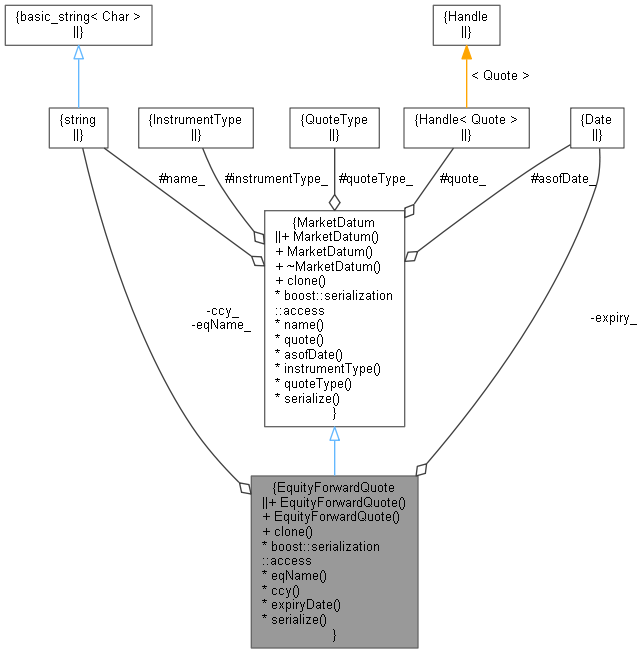 {basic_string< Char >
||}
{Handle
||}
< Quote >
{string
||}
{InstrumentType
||}
{QuoteType
||}
{Handle< Quote >
||}
{Date
||}
#name_
#instrumentType_
#quoteType_
#quote_
#asofDate_
{MarketDatum
||+ MarketDatum()
+ MarketDatum()
+ ~MarketDatum()
+ clone()
* boost::serialization
::access
* name()
* quote()
* asofDate()
* instrumentType()
* quoteType()
* serialize()
}
-ccy_
-eqName_
-expiry_
{EquityForwardQuote
||+ EquityForwardQuote()
+ EquityForwardQuote()
+ clone()
* boost::serialization
::access
* eqName()
* ccy()
* expiryDate()
* serialize()
}